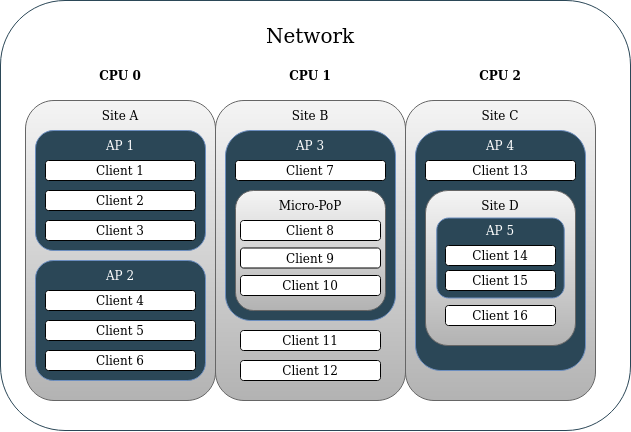 Network
CPU 0
CPU 1
CPU 2
Site A
AP 1
Client 1
Client 2
Client 3
AP 2
Client 4
Client 5
Client 6
Site B
AP 3
Client 7
Micro-PoP
Client 8
Client 9
Client 10
Client 11
Client 12
Site C
AP 4
Client 13
Site D
AP 5
Client 14
Client 15
Client 16